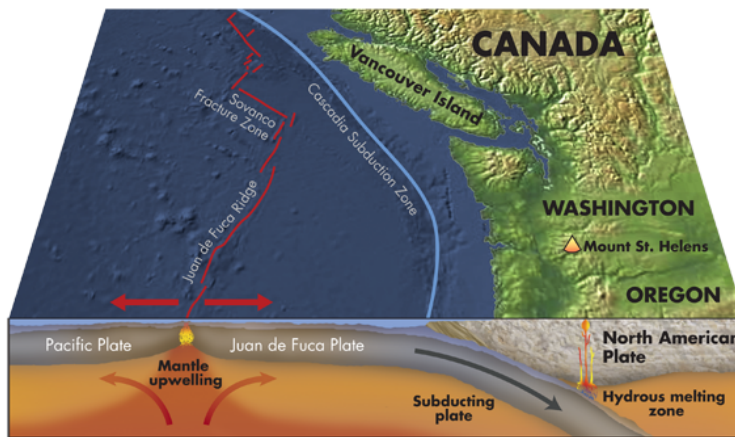 CANADA
Vancouver Island
Sovanco
Fracture Zone
Cascadia Subduction Zone
Juan de Fuca Ridge
WASHINGTON
Mount St. Helens
OREGON
Pacific Plate
Juan de Fuca Plate
North American
Plate
Mantle
upwelling
Subducting
plate
Hydrous melting
zone